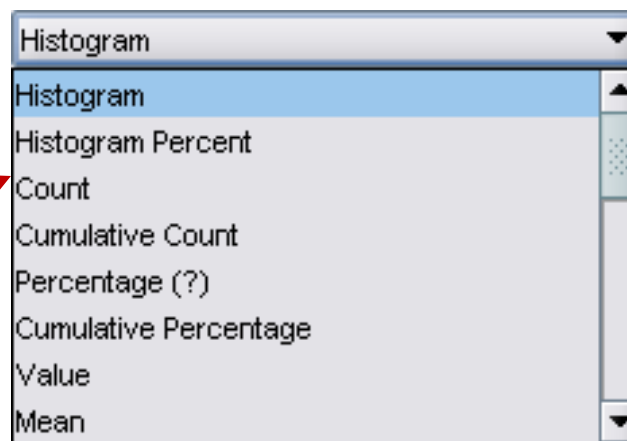 Histogram
Histogram
Histogram Percent
Count
Cumulative Count
Percentage (?)
Cumulative Percentage
Value
Mean